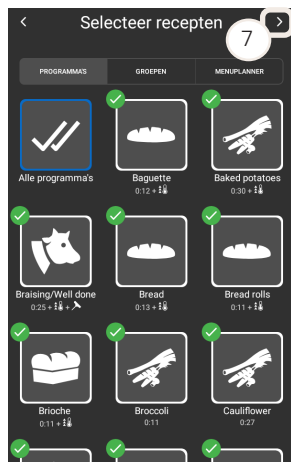 Selecteer recepten
7
PROGRAMMA'S GROEPEN MENUPLANNER
Alle programma's Baguette Baked potatoes
0:12 + 0:30 +
Braising/Well done Bread Bread rolls
0:25 + + 0:13 + 0:11 +
Brioche Broccoli Cauliflower
0:11 + 0:11 0:27